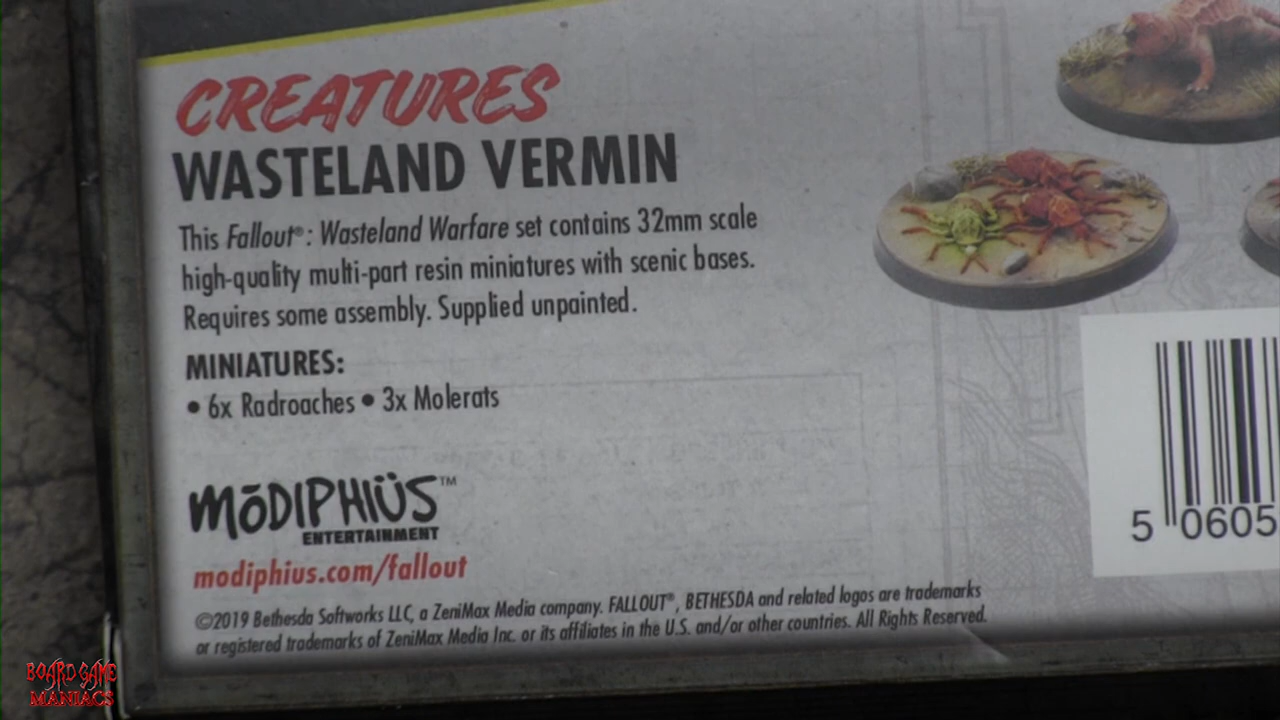 CREATURES
WASTELAND VERMIN
This Fallout®: Wasteland Warfare set contains 32mm scale
high-quality multi-part resin miniatures with scenic bases.
Requires some assembly. Supplied unpainted.
MINIATURES:
• 6x Radroaches • 3x Molerats
MōDIPHIÜS™
ENTERTAINMENT
modiphius.com/fallout
©2019 Bethesda Softworks LLC, a ZeniMax Media company. FALLOUT®, BETHESDA and related logos are trademarks
or registered trademarks of ZeniMax Media Inc. or its affiliates in the U.S. and/or other countries. All Rights Reserved.
5 0605
BOARD GAME
MANIACS